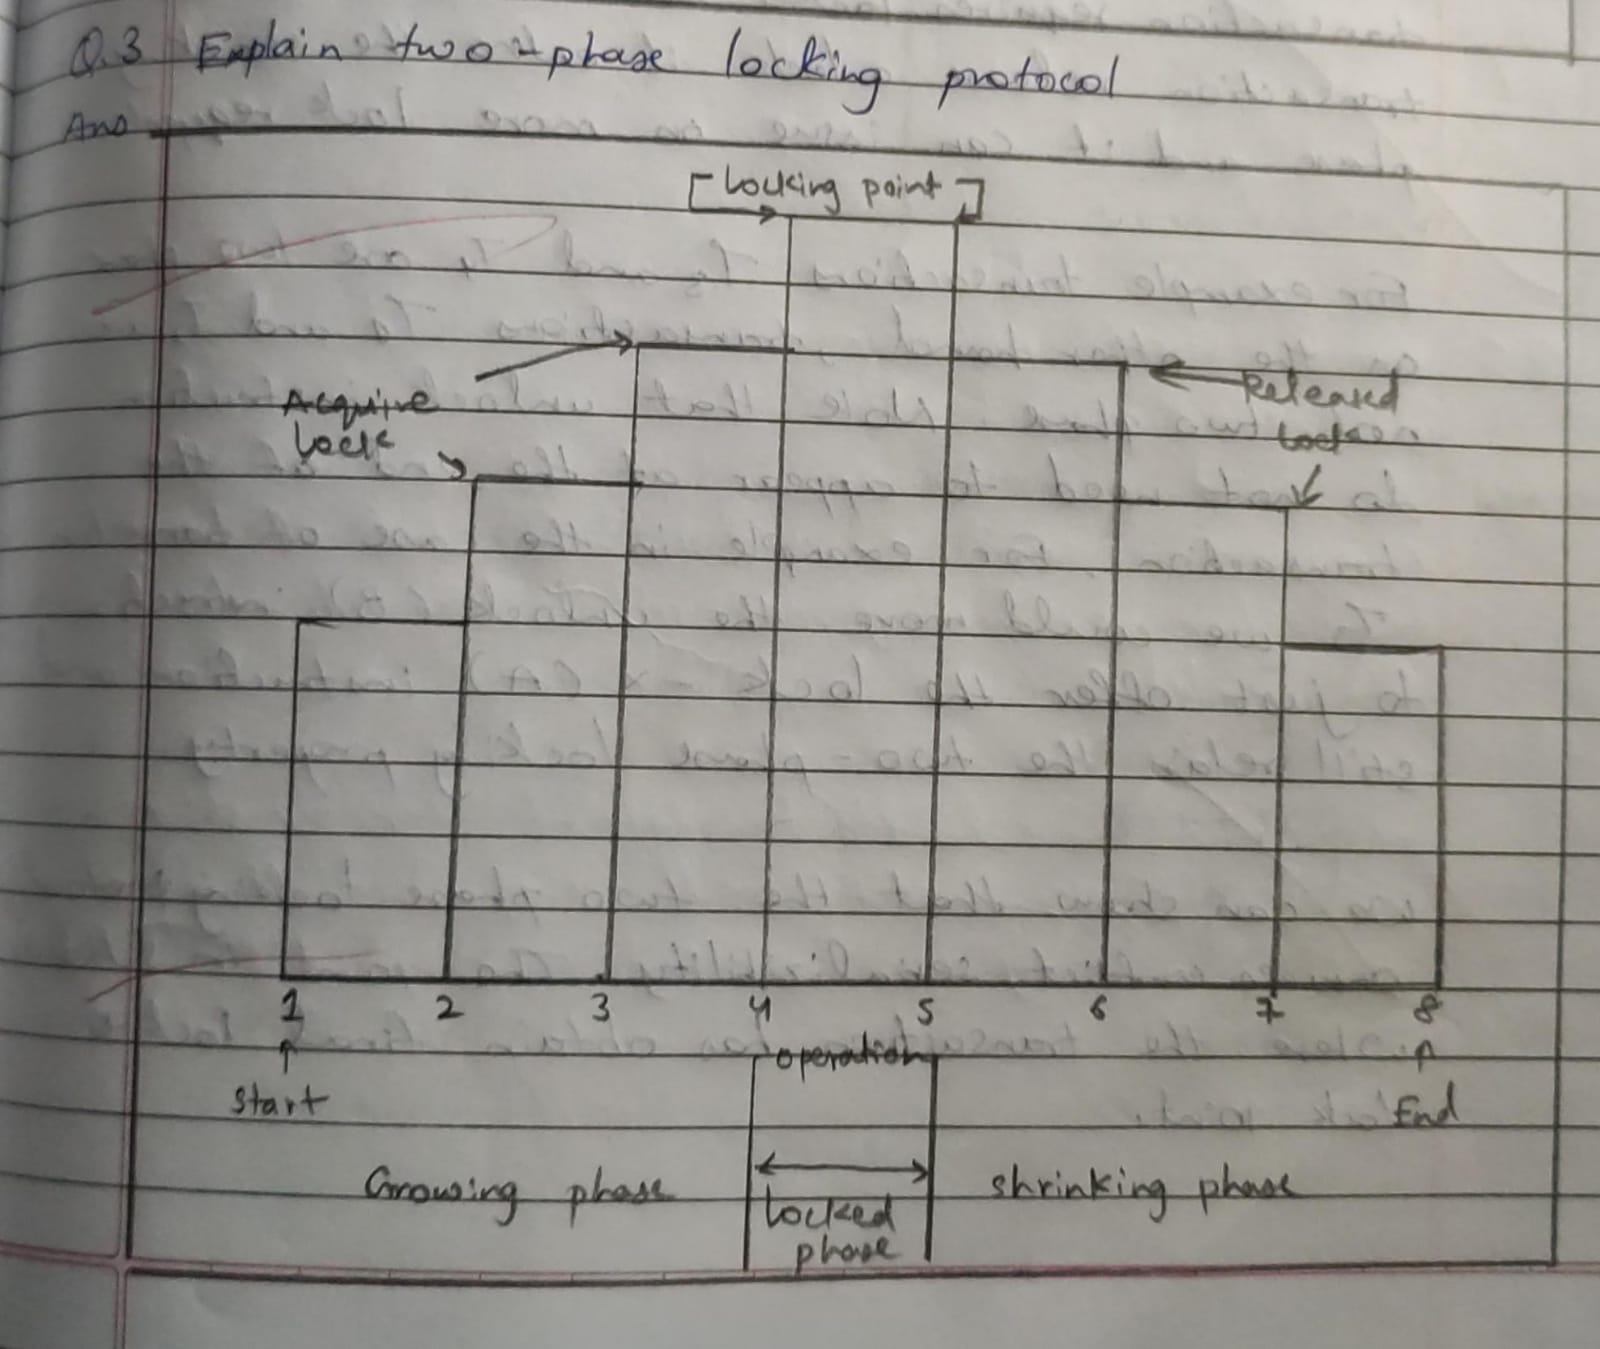 Q.3 Explain two-phase locking protocol
Ans
Locking point
Acquire
lock
Released
lock
1 2 3 4 5 6 7 8
operation
Start
End
Growing phase
Locked
phase
shrinking phase